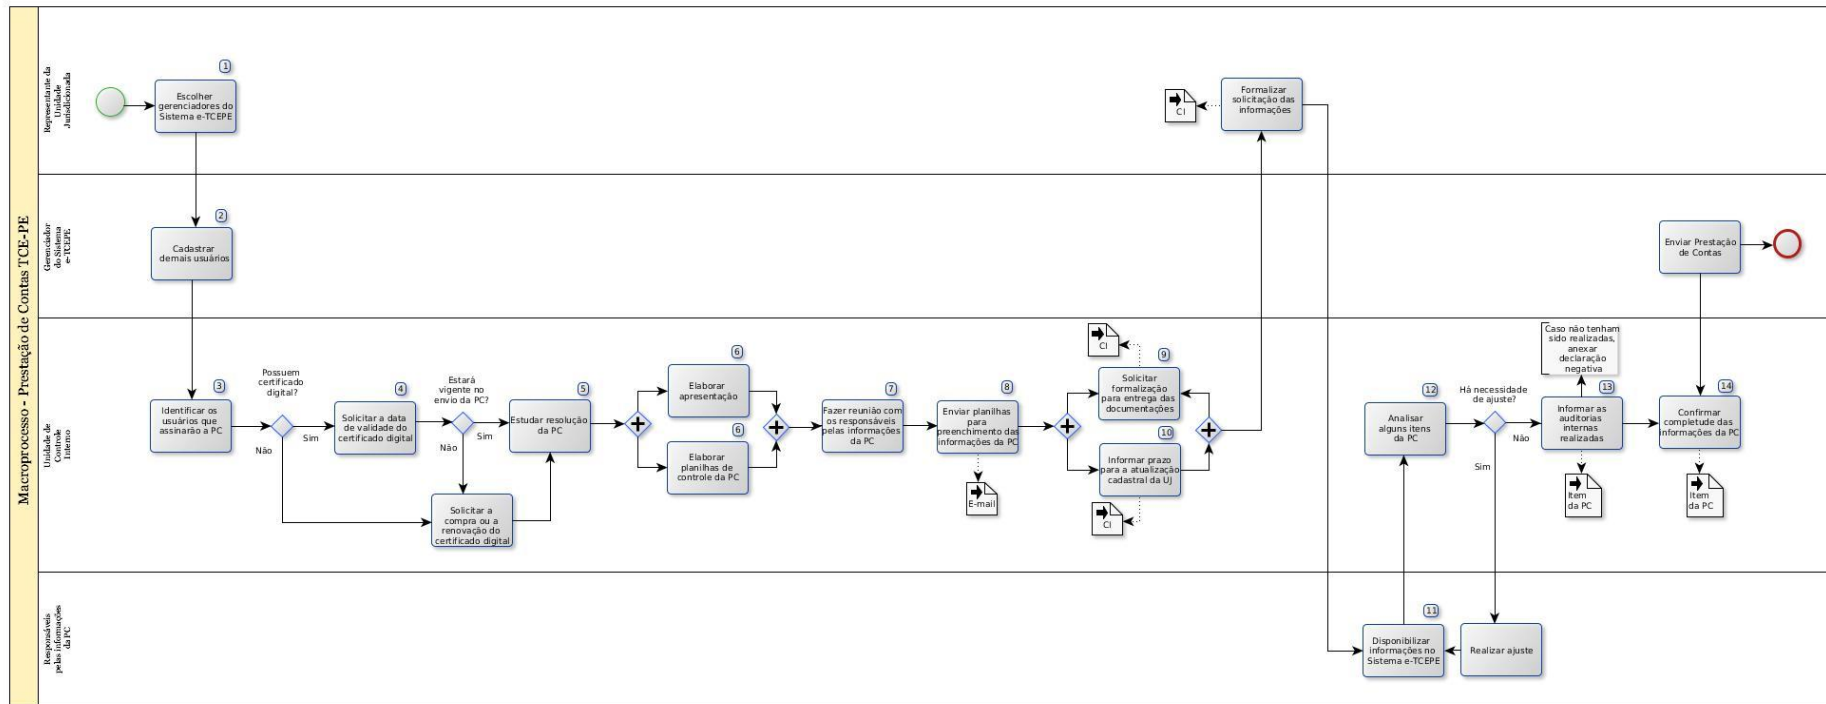 Macroprocesso - Prestação de Contas TCE-PE
Representante da
Unidade
Jurisdicionada
1
Escolher
gerenciadores do
Sistema e-TCEPE
CI
Formalizar
solicitação das
informações
Gerenciador
do Sistema
e-TCEPE
2
Cadastrar
demais usuários
Enviar Prestação
de Contas
Unidade de
Controle
Interno
3
Identificar os
usuários que
assinarão a PC
Possuem
certificado
digital?
Sim
Não
4
Solicitar a data
de validade do
certificado digital
Estará
vigente no
envio da PC?
Sim
Não
Solicitar a
compra ou a
renovação do
certificado digital
5
Estudar resolução
da PC
6
Elaborar
apresentação
6
Elaborar
planilhas de
controle da PC
7
Fazer reunião com
os responsáveis
pelas informações
da PC
8
Enviar planilhas
para
preenchimento das
informações da PC
E-mail
CI
9
Solicitar
formalização
para entrega das
documentações
10
Informar prazo
para a atualização
cadastral da UJ
CI
12
Analisar
alguns itens
da PC
Há necessidade
de ajuste?
Não
Sim
Caso não tenham
sido realizadas,
anexar
declaração
negativa
13
Informar as
auditorias
internas
realizadas
Item
da PC
14
Confirmar
completude das
informações da PC
Item
da PC
Responsáveis
pelas informações
da PC
11
Disponibilizar
informações no
Sistema e-TCEPE
Realizar ajuste